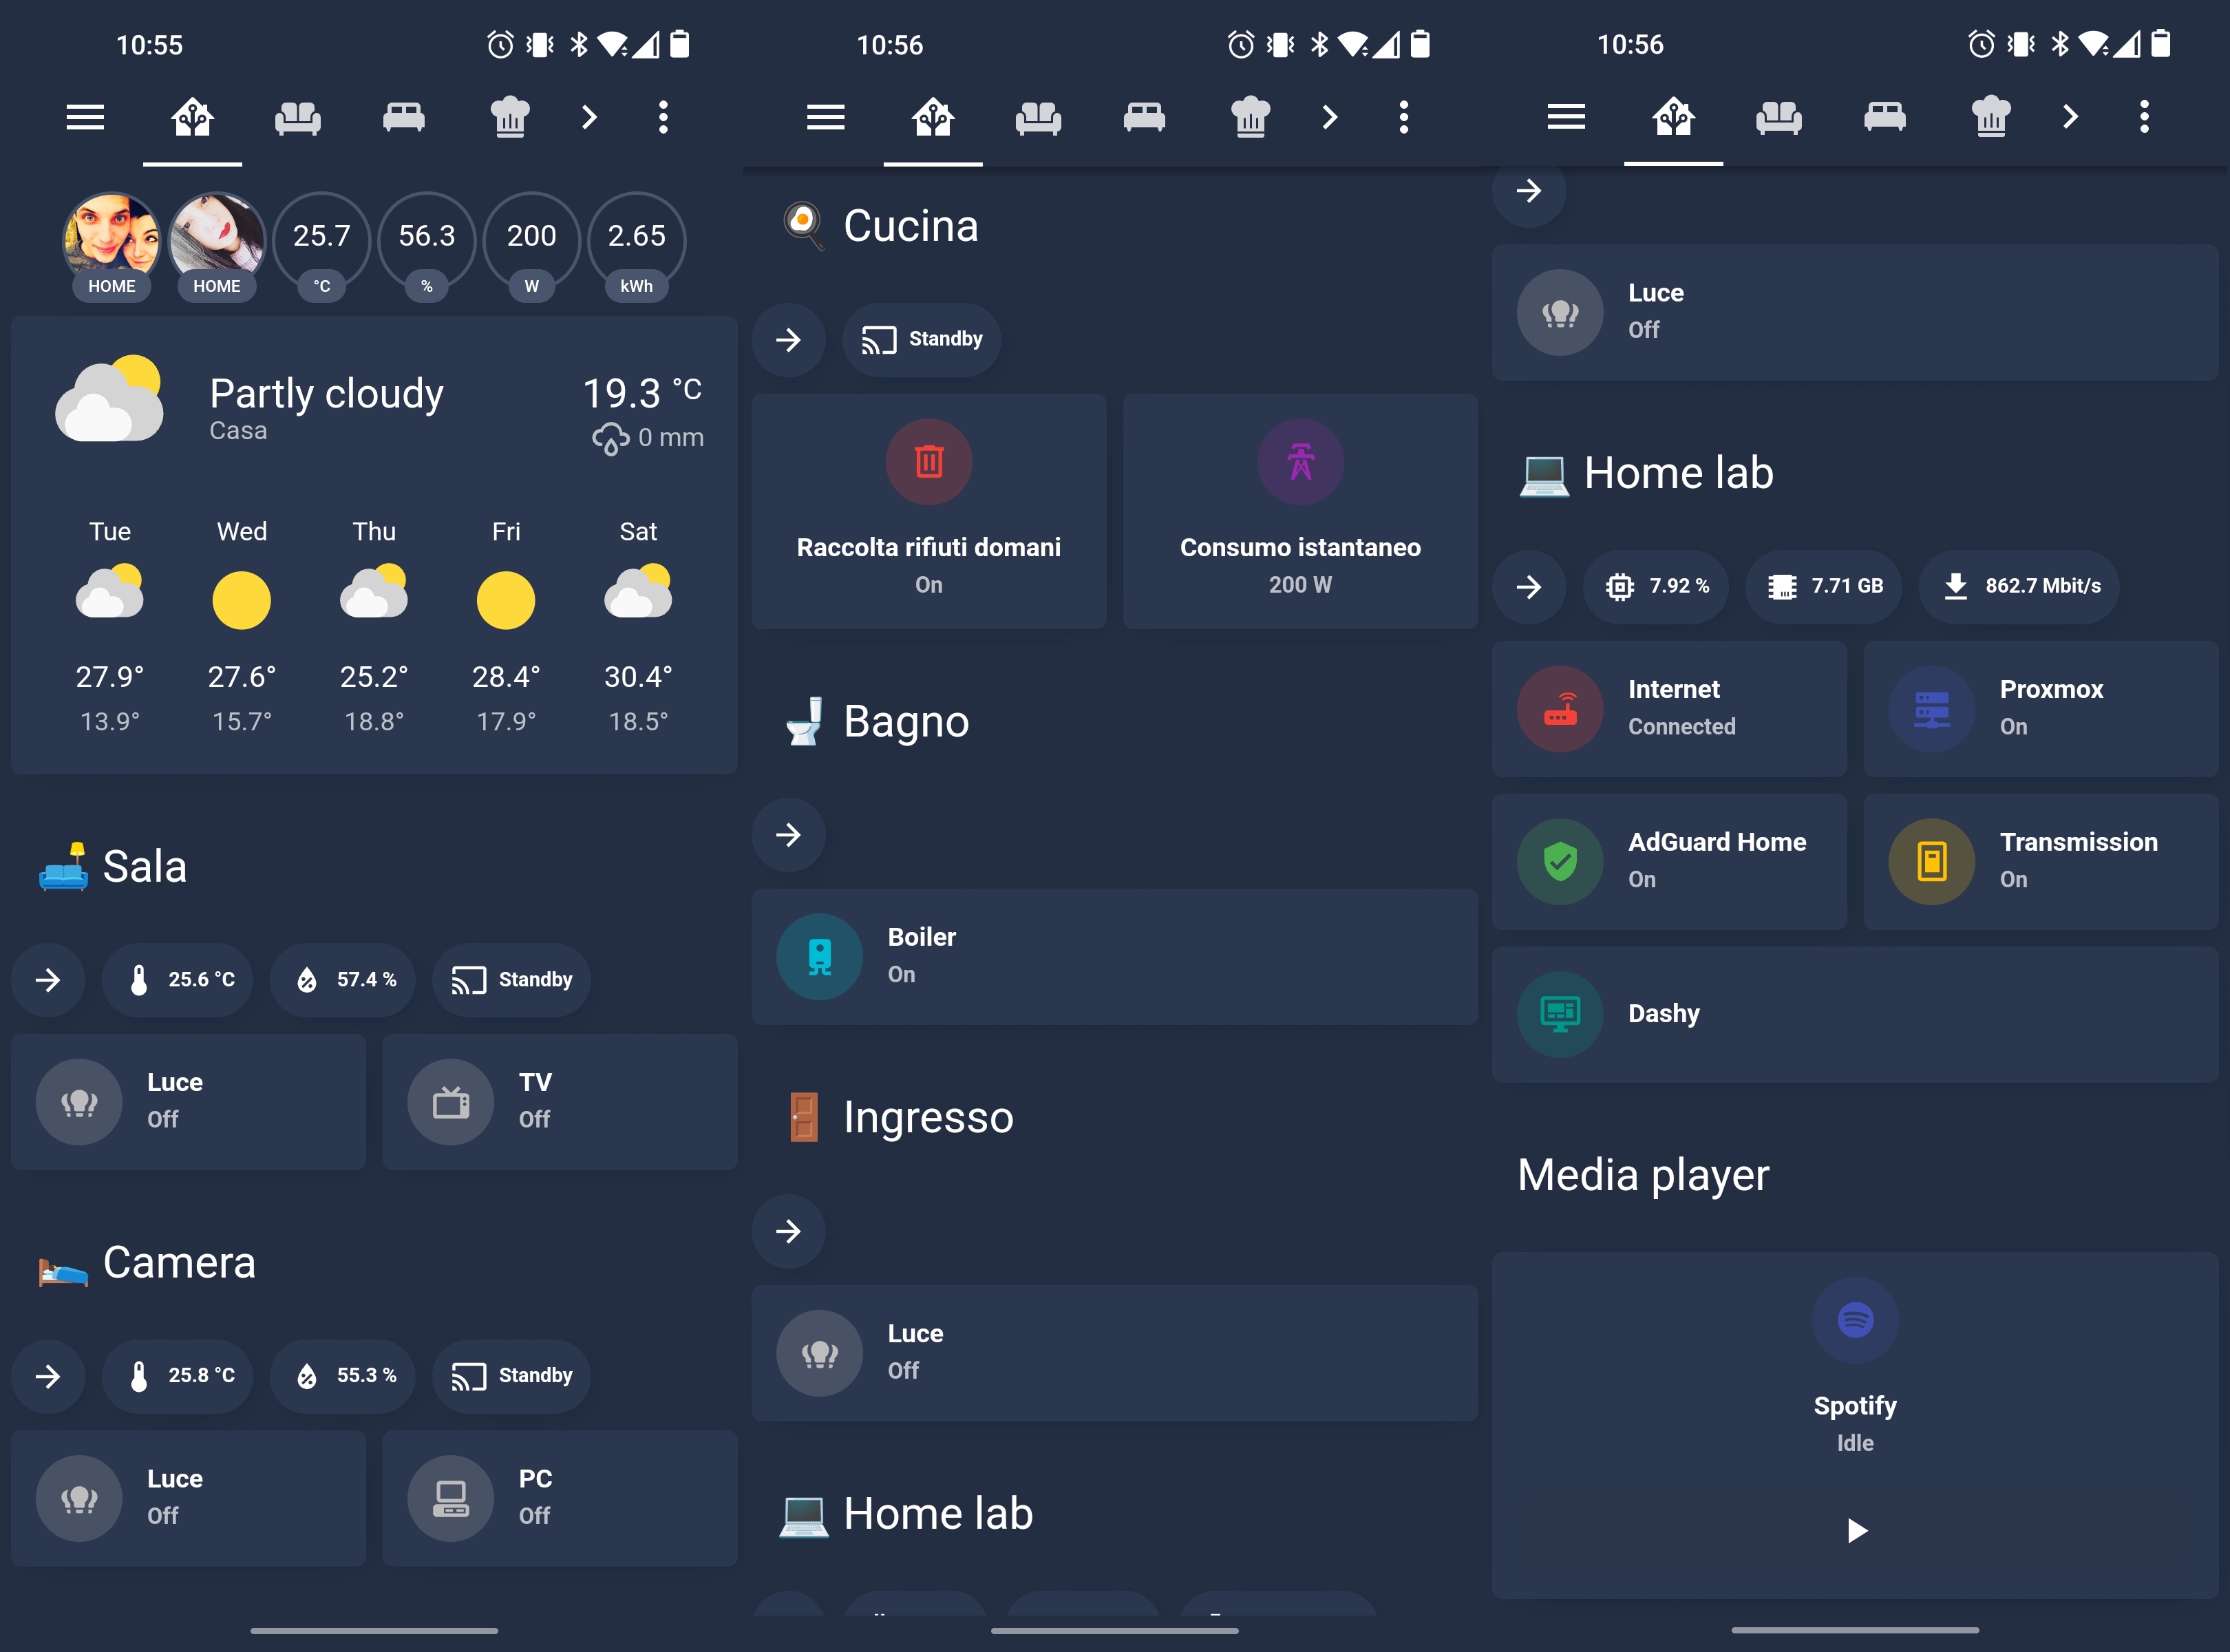 10:55
HOME HOME 25.7 °C 56.3 % 200 W 2.65 kWh
Partly cloudy 19.3 °C
Casa 0 mm
Tue Wed Thu Fri Sat
27.9° 27.6° 25.2° 28.4° 30.4°
13.9° 15.7° 18.8° 17.9° 18.5°
Sala
25.6 °C 57.4 % Standby
Luce TV
Off Off
Camera
25.8 °C 55.3 % Standby
Luce PC
Off Off
10:56
Cucina
Standby
Raccolta rifiuti domani Consumo istantaneo
On 200 W
Bagno
Boiler
On
Ingresso
Luce
Off
Home lab
10:56
Luce
Off
Home lab
7.92 % 7.71 GB 862.7 Mbit/s
Internet Proxmox
Connected On
AdGuard Home Transmission
On On
Dashy
Media player
Spotify
Idle